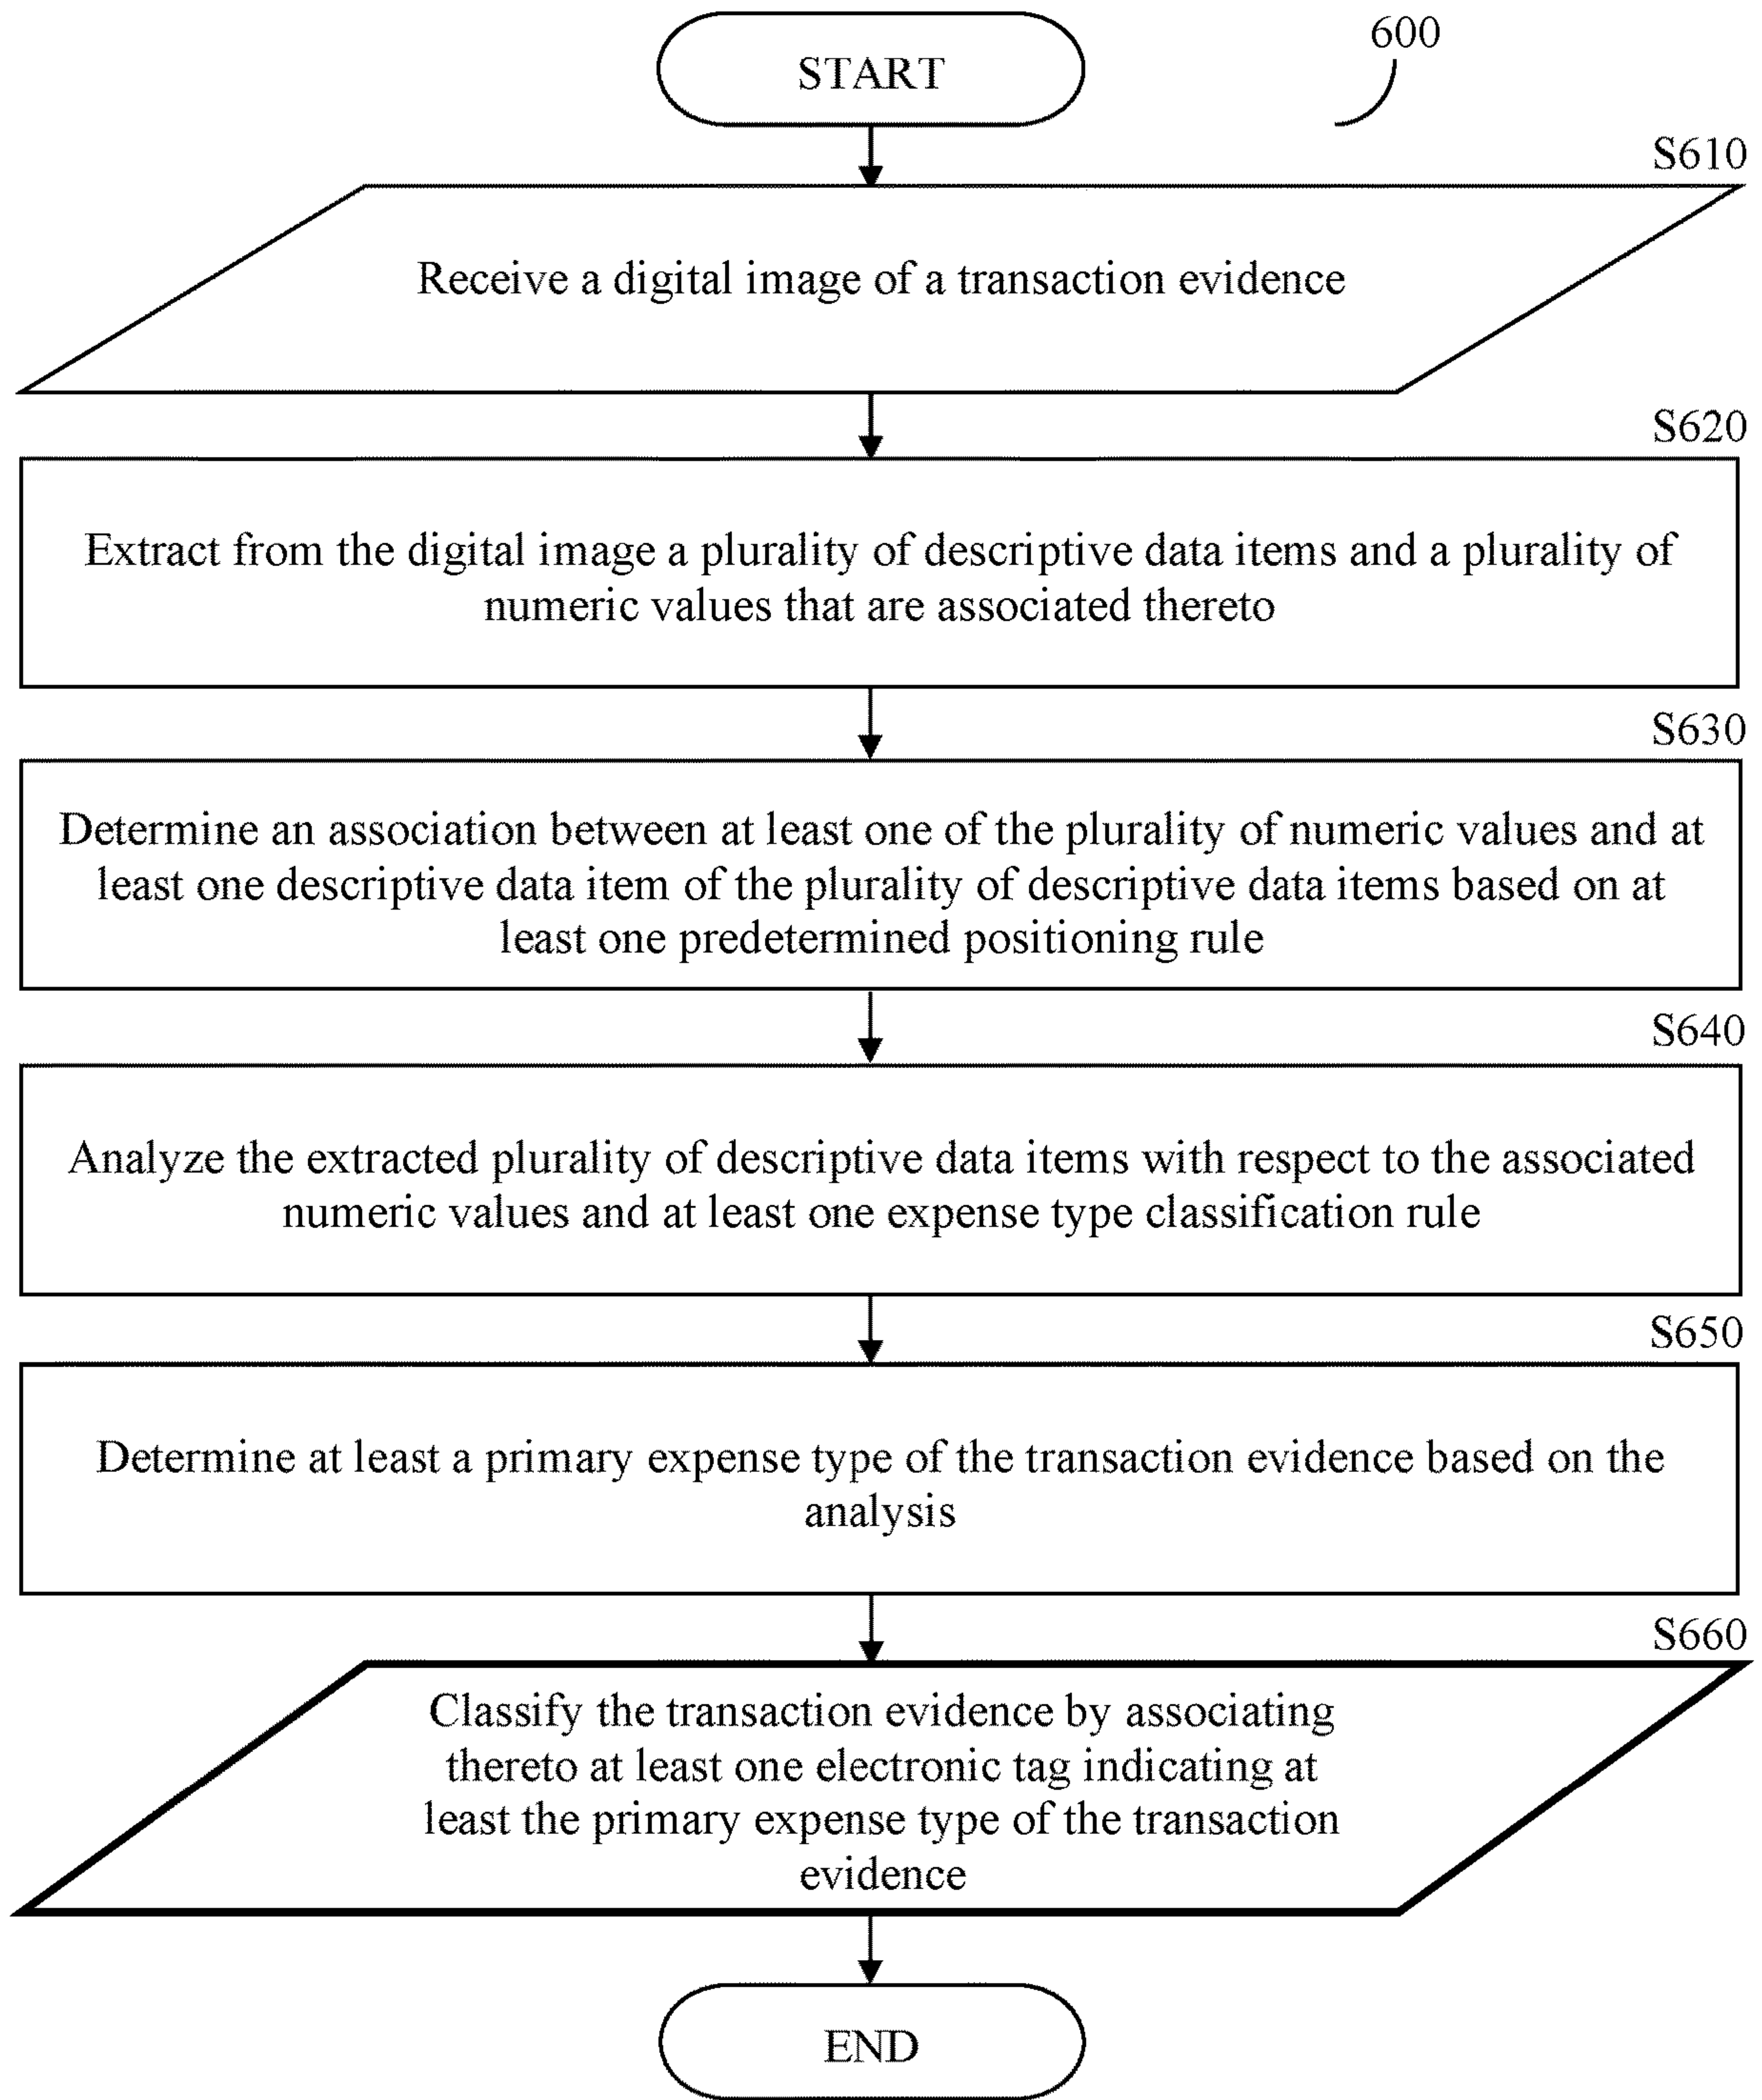 START
600
S610
Receive a digital image of a transaction evidence
S620
Extract from the digital image a plurality of descriptive data items and a plurality of
numeric values that are associated thereto
S630
Determine an association between at least one of the plurality of numeric values and at
least one descriptive data item of the plurality of descriptive data items based on at
least one predetermined positioning rule
S640
Analyze the extracted plurality of descriptive data items with respect to the associated
numeric values and at least one expense type classification rule
S650
Determine at least a primary expense type of the transaction evidence based on the
analysis
S660
Classify the transaction evidence by associating
thereto at least one electronic tag indicating at
least the primary expense type of the transaction
evidence
END